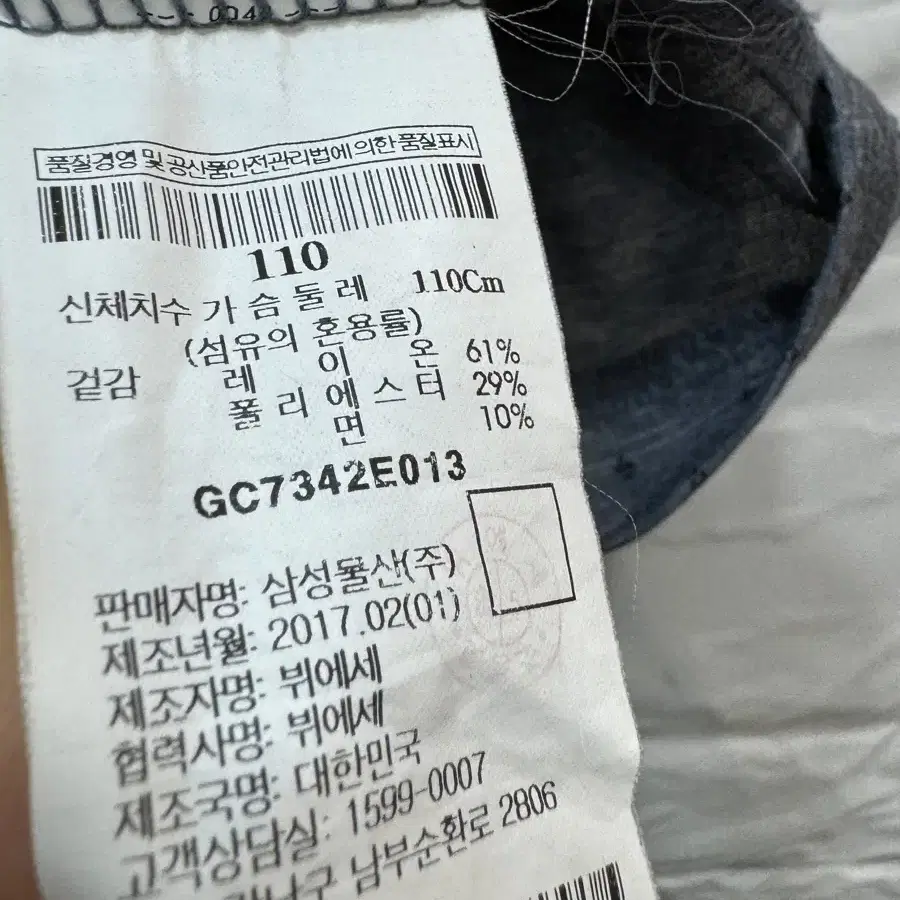 004
품질경영 및 공산품안전관리법에 의한 품질표시
110
신체치수 가슴둘레 110Cm
(섬유의 혼용률)
겉감 레이온 61%
폴리에스터 29%
면 10%
GC7342E013
판매자명: 삼성물산(주)
제조년월: 2017.02(01)
제조자명: 뷔에세
협력사명: 뷔에세
제조국명: 대한민국
고객상담실: 1599-0007
남부순환로 2806